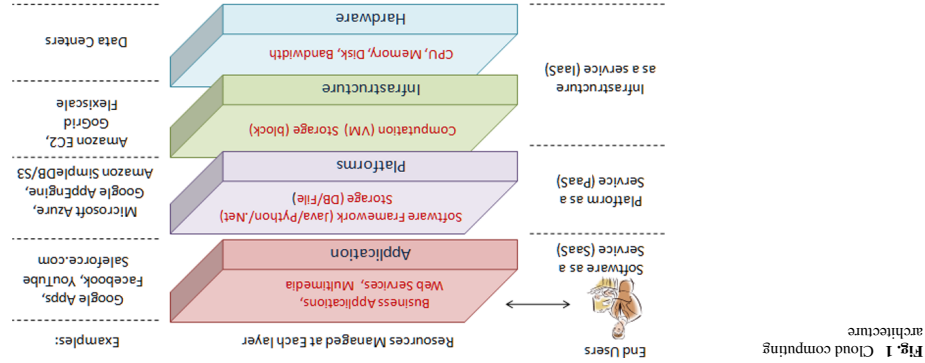 Fig. 1 Cloud computing
architecture
End Users
Resources Managed at Each layer
Examples:
Software as a
Service (SaaS)
Business Applications,
Web Services, Multimedia
Application
Google Apps,
Facebook, YouTube
Saleforce.com
Platform as a
Service (PaaS)
Software Framework (Java/Python/.Net)
Storage (DB/File)
Platforms
Microsoft Azure,
Google AppEngine,
Amazon SimpleDB/S3
Infrastructure
as a service (IaaS)
Computation (VM) Storage (block)
Infrastructure
Amazon EC2,
GoGrid
Flexiscale
CPU, Memory, Disk, Bandwidth
Hardware
Data Centers